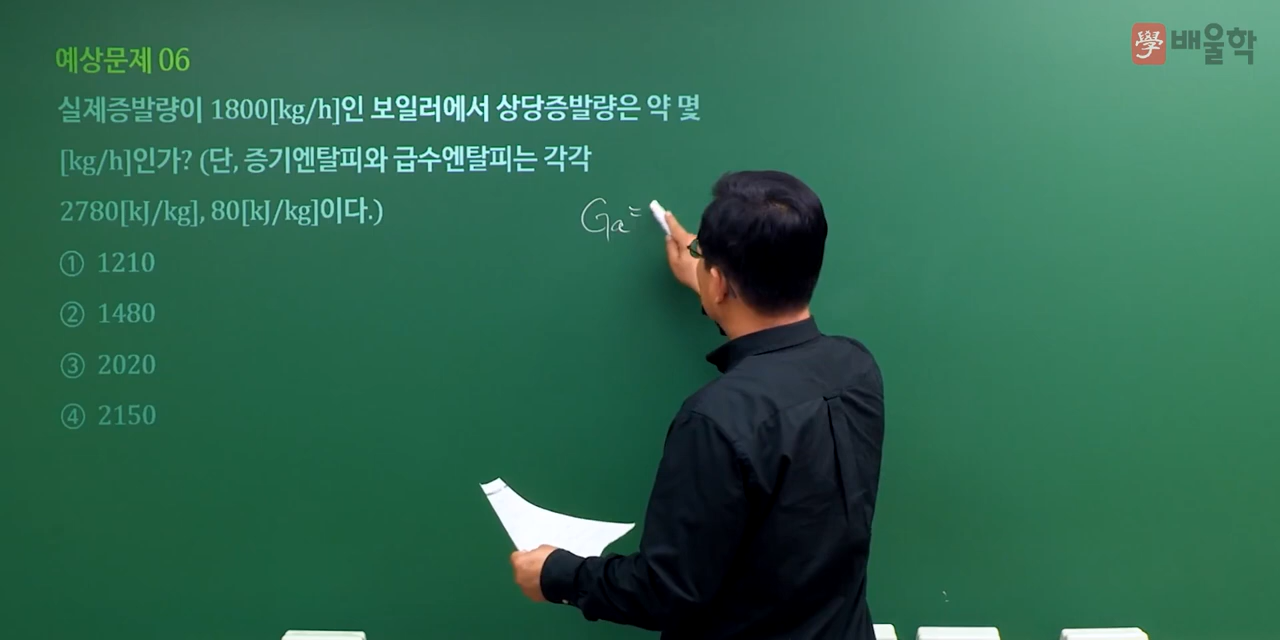 學 배울학
예상문제 06
실제증발량이 1800[kg/h]인 보일러에서 상당증발량은 약 몇
[kg/h]인가? (단, 증기엔탈피와 급수엔탈피는 각각
2780[kJ/kg], 80[kJ/kg]이다.)
① 1210
② 1480
③ 2020
④ 2150
Ga=